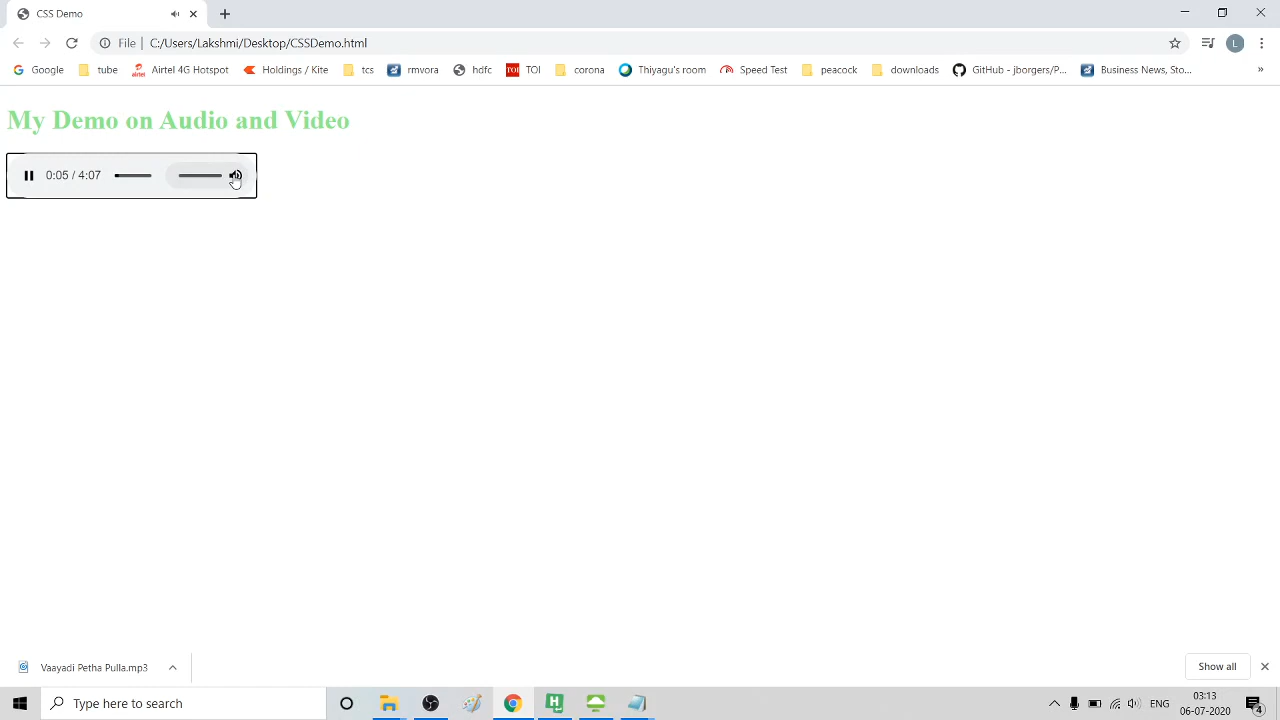 CSS Demo
File C:/Users/Lakshmi/Desktop/CSSDemo.html L
Google tube airtel Airtel 4G Hotspot Holdings / Kite tcs rmvora hdfc TOI TOI corona Thiyagu's room Speed Test peacock downloads GitHub - jborgers/P... Business News, Sto... »
My Demo on Audio and Video
0:05 / 4:07
Vaayadi Petha Pulla.mp3 Show all
Type here to search H ENG 03:13
06-07-2020 4